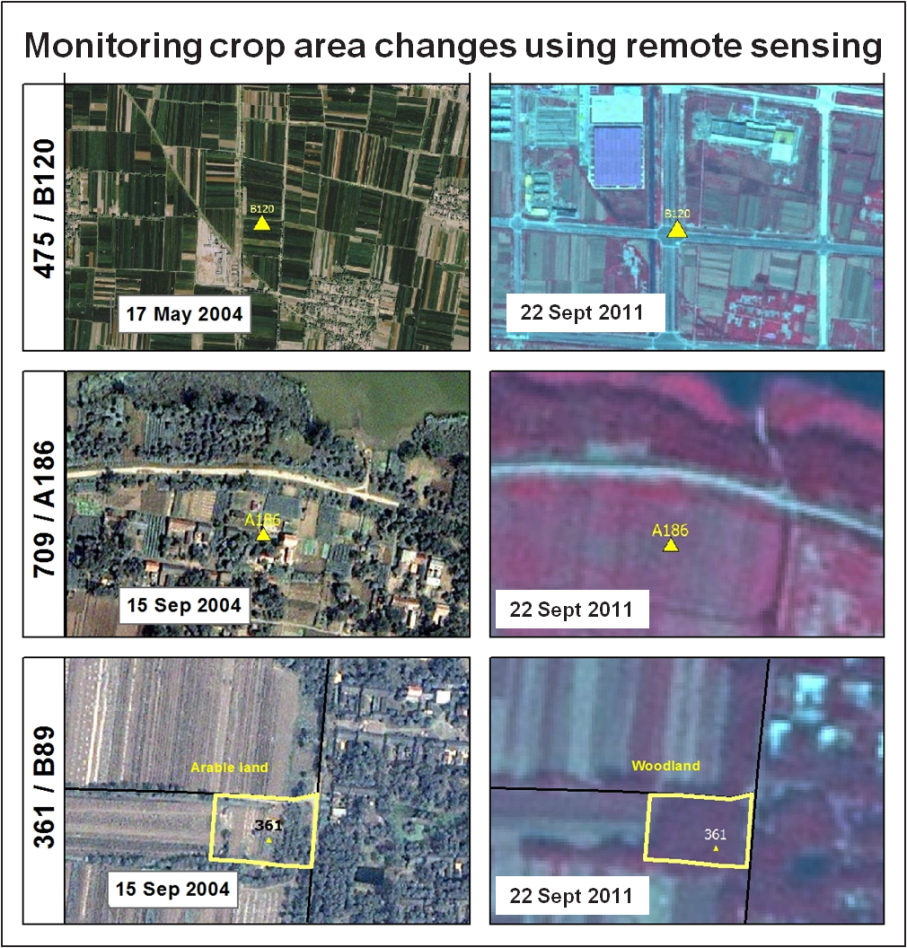 Monitoring crop area changes using remote sensing
475 / B120
B120
17 May 2004
B120
22 Sept 2011
709 / A186
A186
15 Sep 2004
A186
22 Sept 2011
361 / B89
Arable land
361
15 Sep 2004
Woodland
361
22 Sept 2011